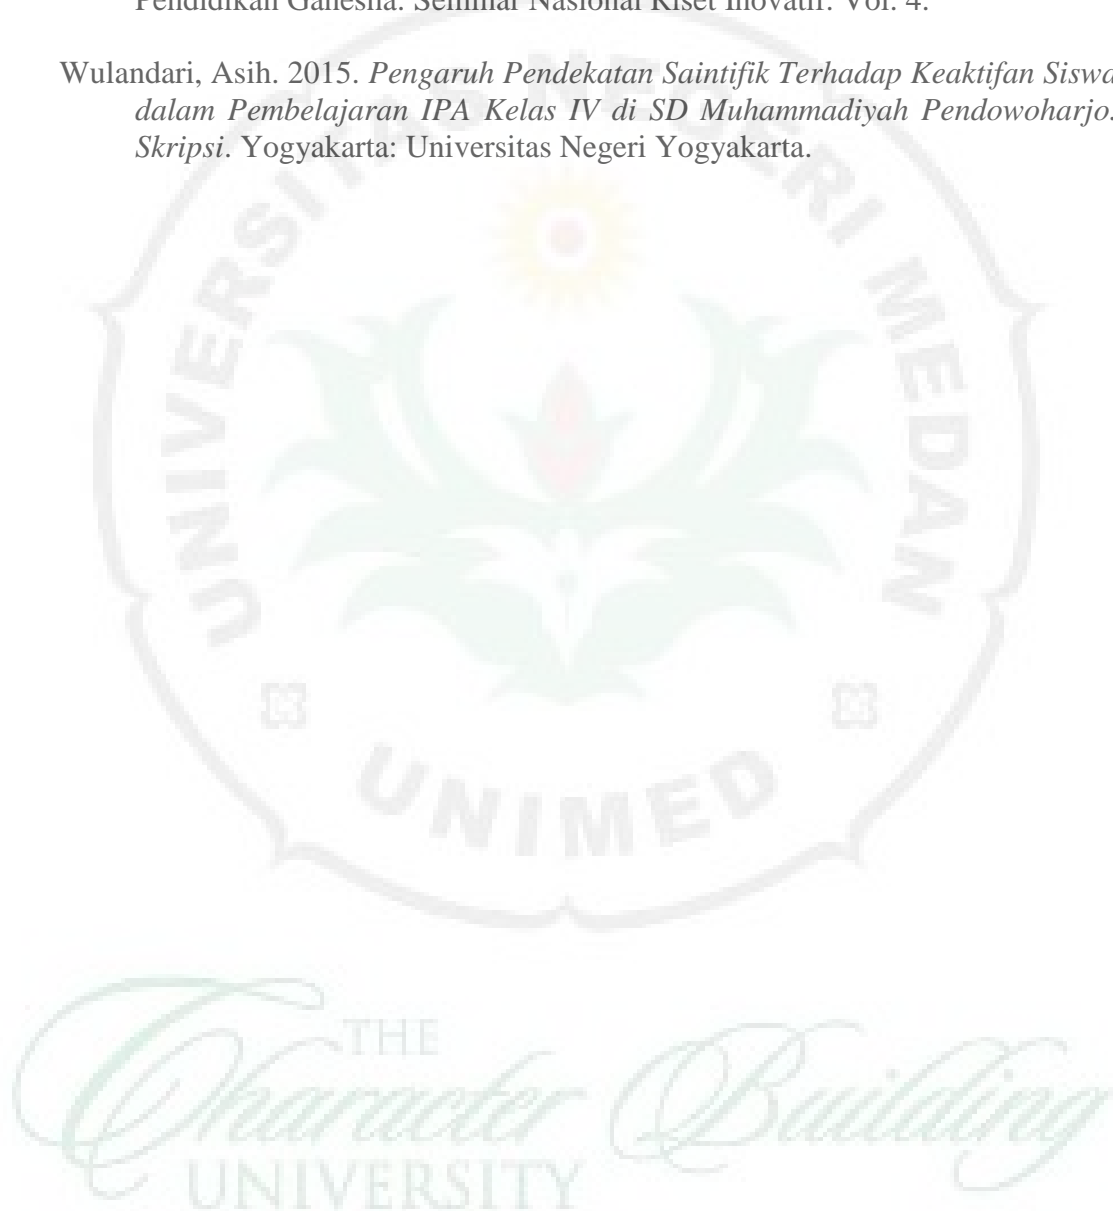 Pendidikan Ganesha. Seminar Nasional Riset Inovatif. Vol. 4.
Wulandari, Asih. 2015. Pengaruh Pendekatan Saintifik Terhadap Keaktifan Siswa
dalam Pembelajaran IPA Kelas IV di SD Muhammadiyah Pendowoharjo.
Skripsi. Yogyakarta: Universitas Negeri Yogyakarta.
UNIVERSITAS NEGERI MEDAN
UNIMED
THE
Character Building
UNIVERSITY